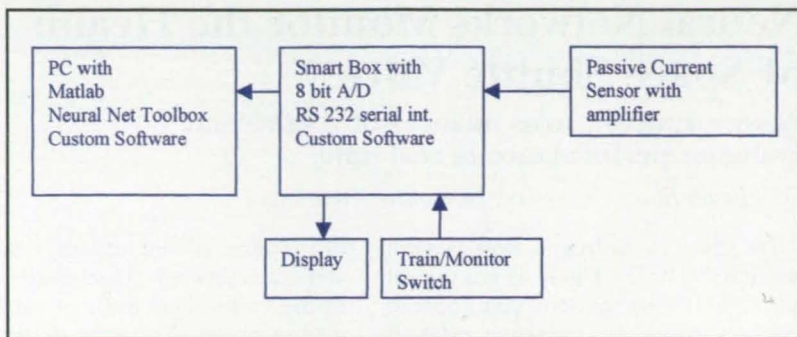 PC with
Matlab
Neural Net Toolbox
Custom Software
Smart Box with
8 bit A/D
RS 232 serial int.
Custom Software
Passive Current
Sensor with
amplifier
Display
Train/Monitor
Switch